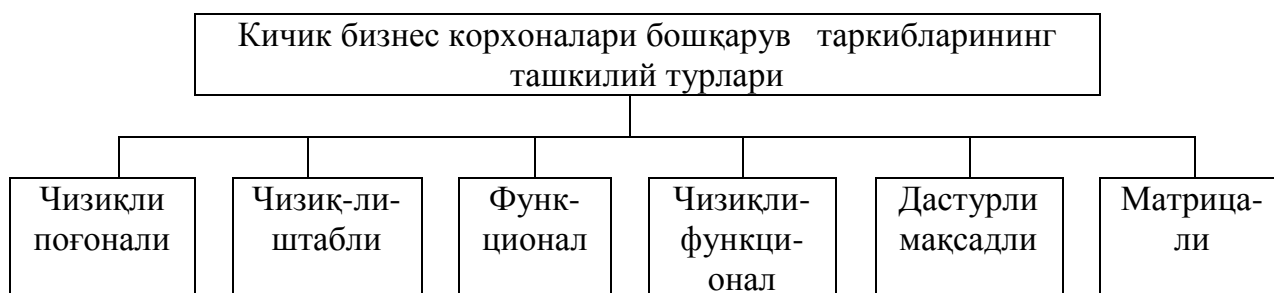 Кичик бизнес корхоналари бошқарув таркибларининг
ташкилий турлари
Чизиқли
поғонали
Чизиқ-ли-
штабли
Функ-
ционал
Чизиқли-
функци-
онал
Дастурли
мақсадли
Матрица-
ли